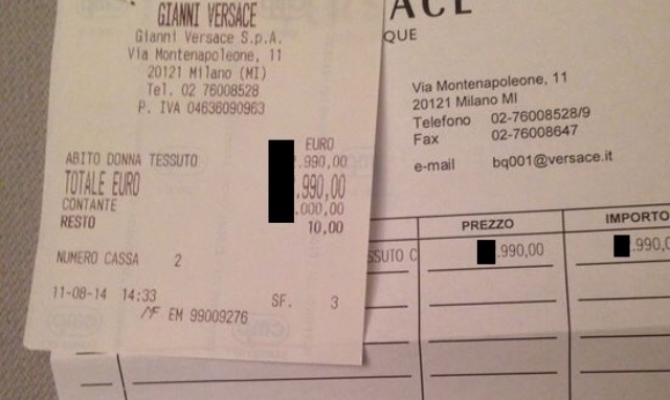 GIANNI VERSACE
Gianni Versace S.p.A.
Via Montenapoleone, 11
20121 Milano (MI)
Tel. 02 76008528
P. IVA 04636090963
EURO
ABITO DONNA TESSUTO .990,00
TOTALE EURO .990,00
CONTANTE .000,00
RESTO 10,00
NUMERO CASSA 2
11-08-14 14:33 SF. 3
MF EM 99009276
ACE
QUE
Via Montenapoleone, 11
20121 Milano MI
Telefono 02-76008528/9
Fax 02-76008647
e-mail bq001@versace.it
PREZZO IMPORTO
SSUTO C .990,00 .990,0